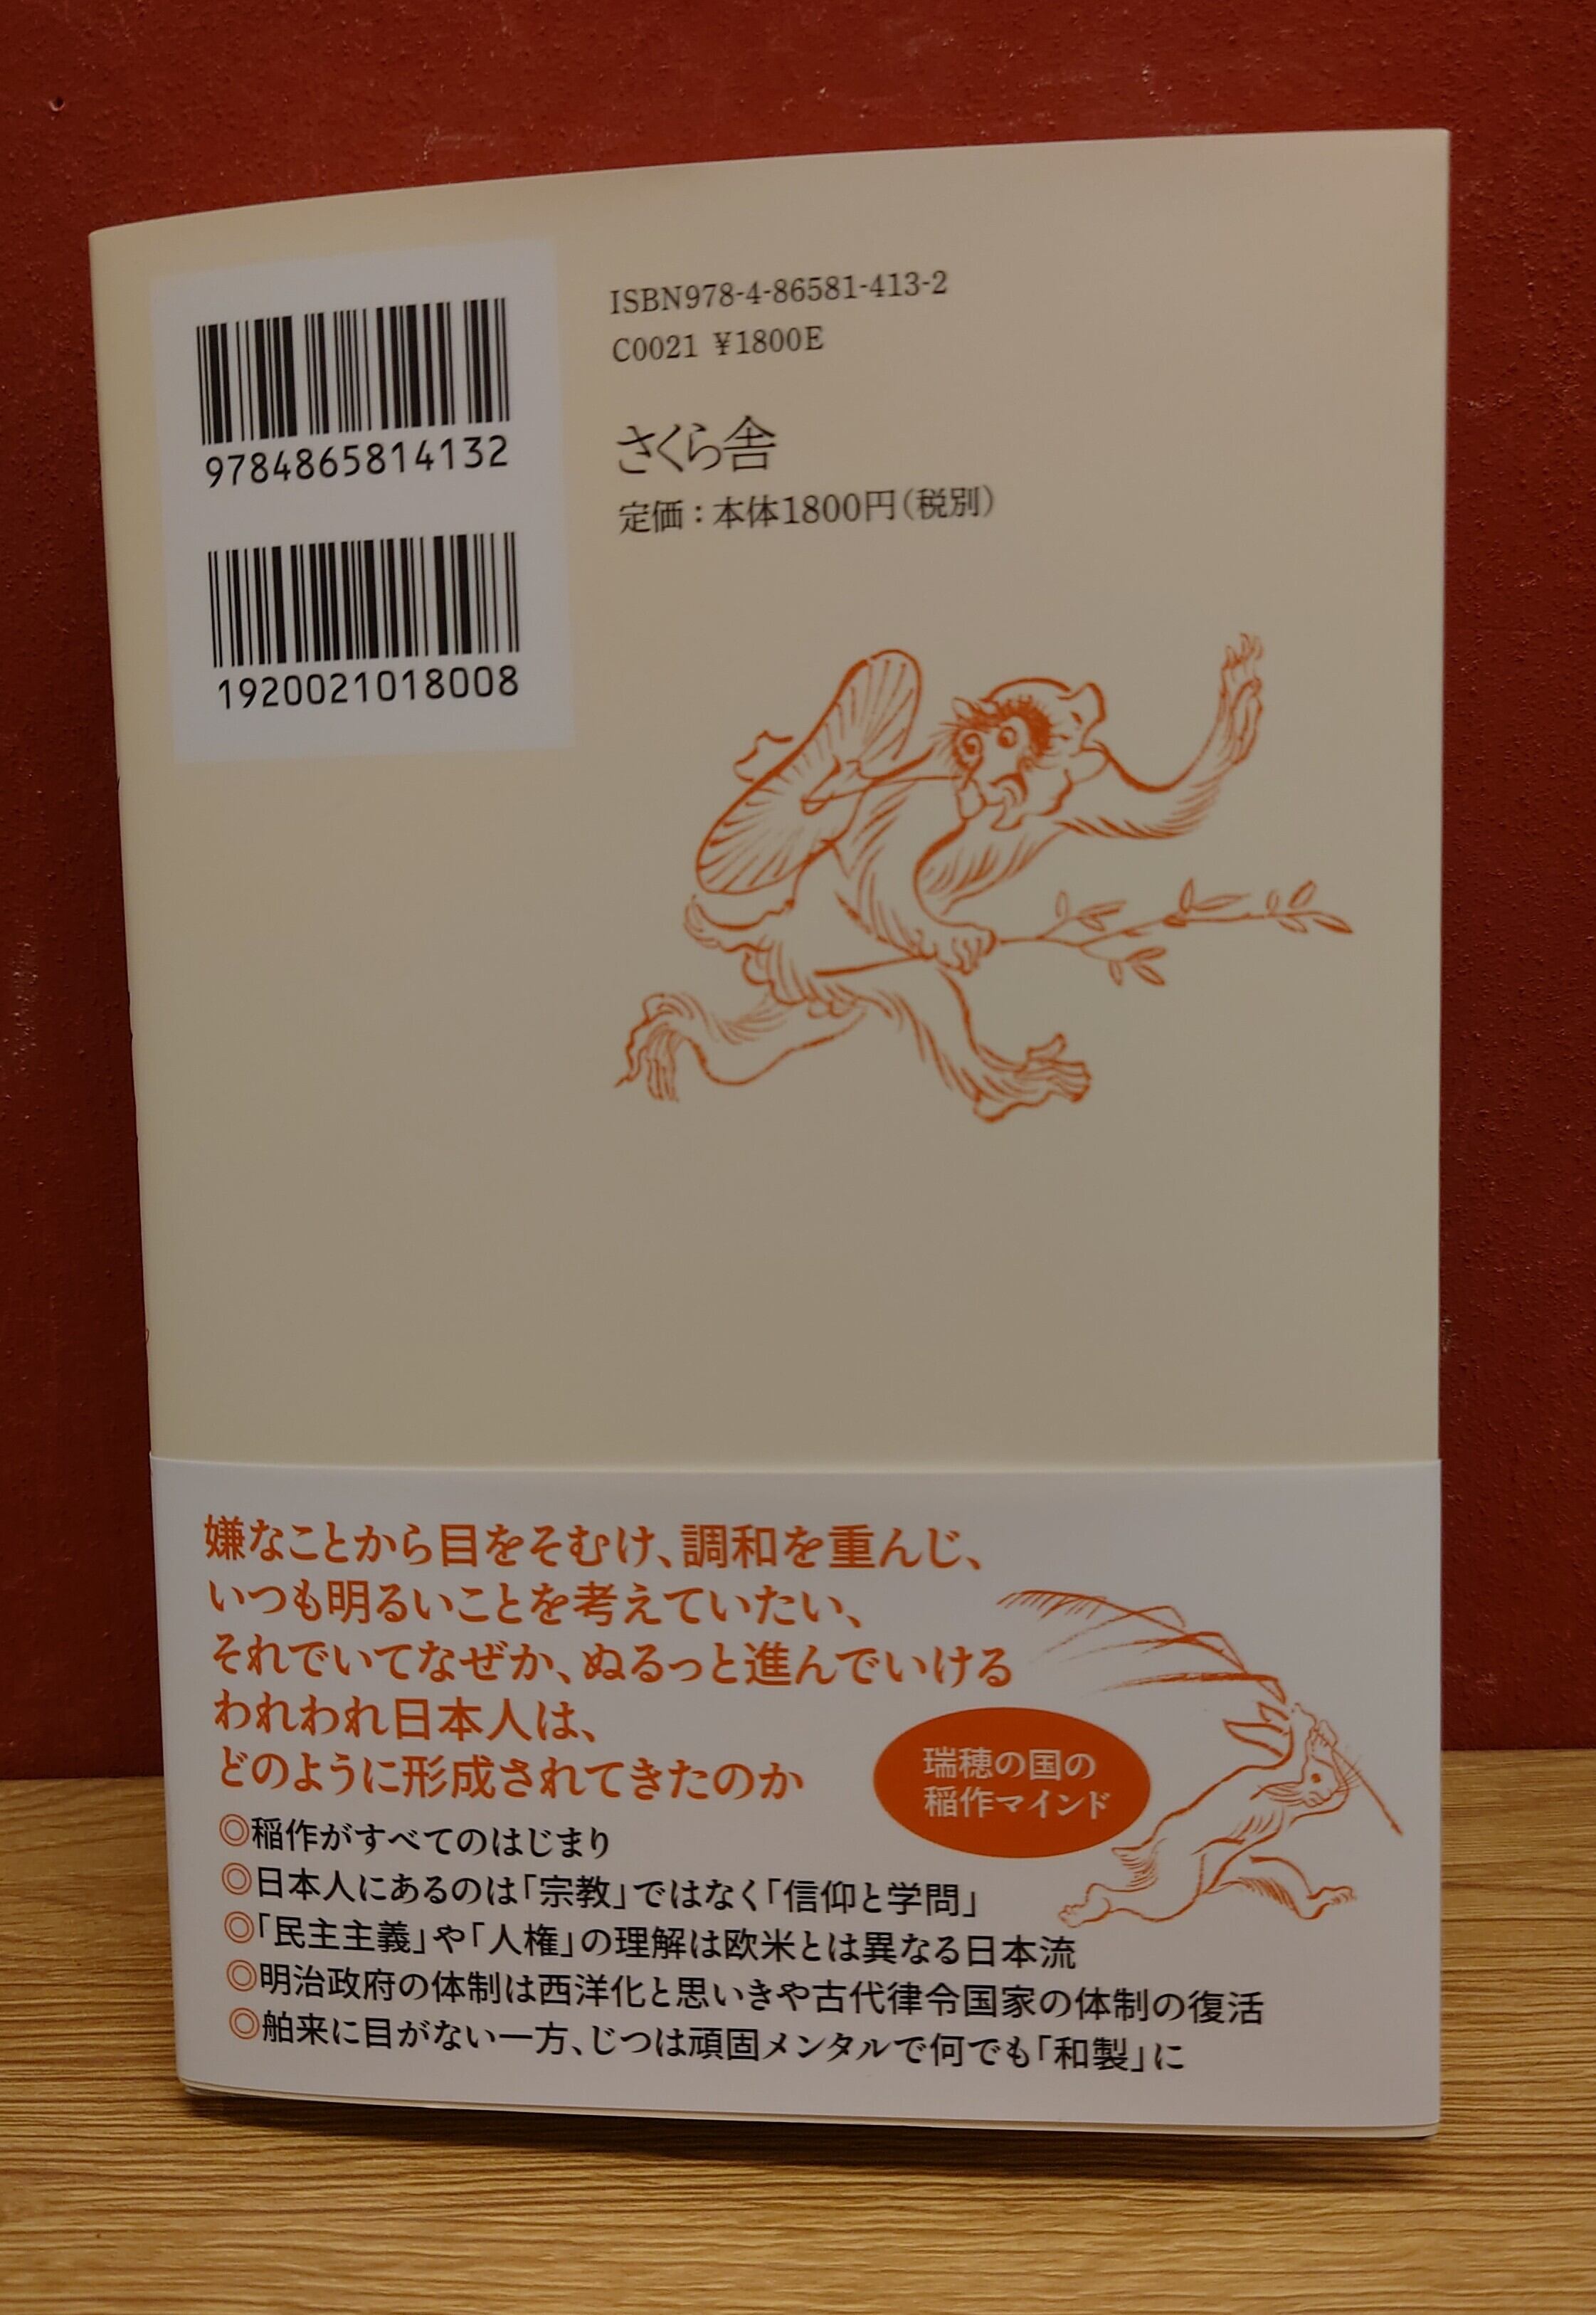 9784865814132
1920021018008
ISBN978-4-86581-413-2
C0021 ¥1800E
さくら舎
定価：本体1800円（税別）
嫌なことから目をそむけ、調和を重んじ、
いつも明るいことを考えていたい、
それでいてなぜか、ぬるっと進んでいける
われわれ日本人は、
どのように形成されてきたのか
瑞穂の国の
稲作マインド
◎稲作がすべてのはじまり
◎日本人にあるのは「宗教」ではなく「信仰と学問」
◎「民主主義」や「人権」の理解は欧米とは異なる日本流
◎明治政府の体制は西洋化と思いきや古代律令国家の体制の復活
◎舶来に目がない一方、じつは頑固メンタルで何でも「和製」に